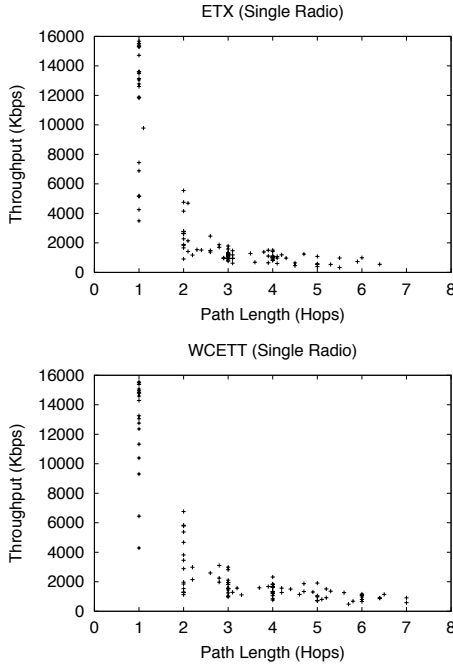 ETX (Single Radio)
16000
14000
12000
10000
8000
6000
4000
2000
0
Throughput (Kbps)
0 1 2 3 4 5 6 7 8
Path Length (Hops)
WCETT (Single Radio)
16000
14000
12000
10000
8000
6000
4000
2000
0
Throughput (Kbps)
0 1 2 3 4 5 6 7 8
Path Length (Hops)